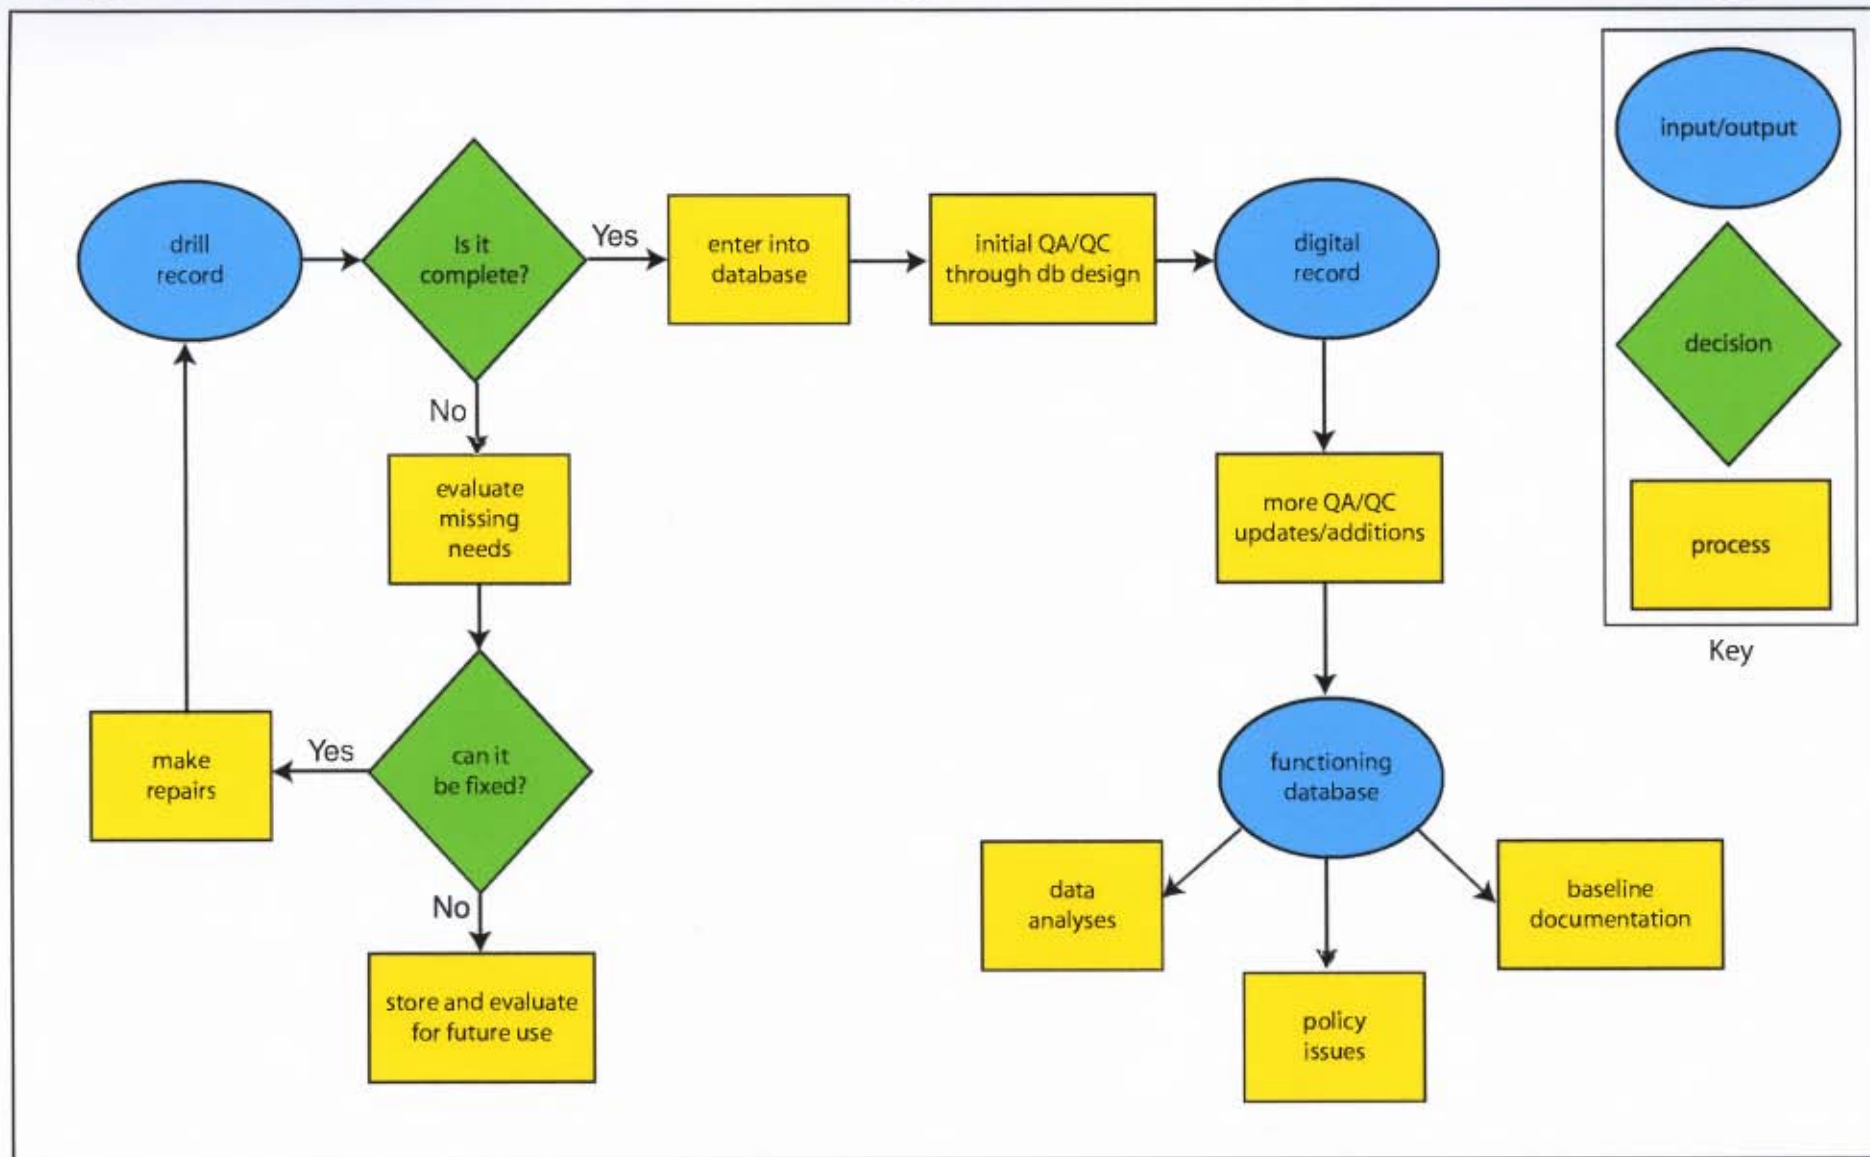 drill
record
Is it
complete?
Yes
enter into
database
initial QA/QC
through db design
digital
record
No
evaluate
missing
needs
more QA/QC
updates/additions
can it
be fixed?
Yes
make
repairs
No
store and evaluate
for future use
functioning
database
data
analyses
policy
issues
baseline
documentation
input/output
decision
process
Key